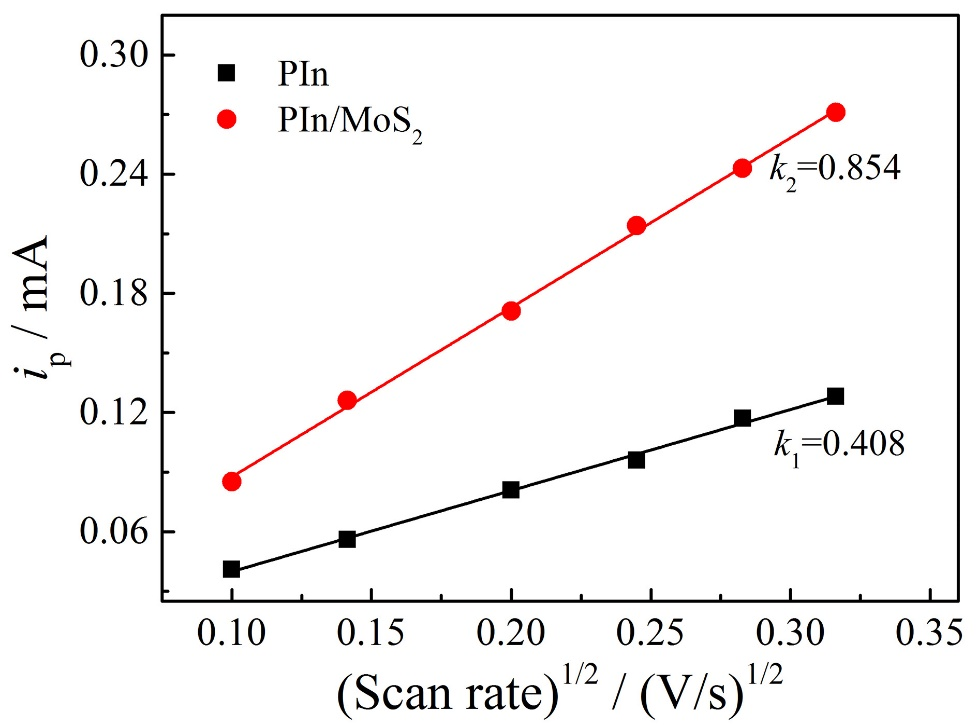 0.30
0.24
0.18
0.12
0.06
i_p / mA
PIn
PIn/MoS₂
k₂=0.854
k₁=0.408
0.10 0.15 0.20 0.25 0.30 0.35
(Scan rate)^1/2 / (V/s)^1/2